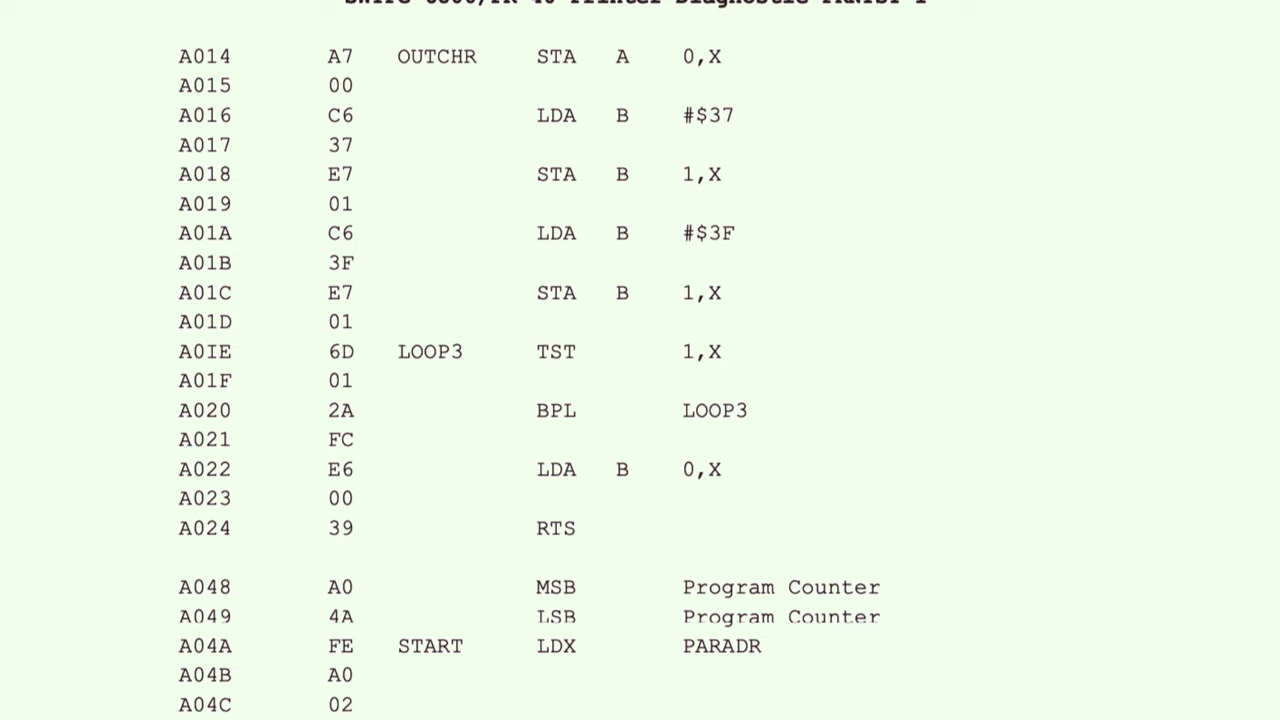 A014 A7 OUTCHR STA A 0,X
A015 00
A016 C6 LDA B #$37
A017 37
A018 E7 STA B 1,X
A019 01
A01A C6 LDA B #$3F
A01B 3F
A01C E7 STA B 1,X
A01D 01
A0IE 6D LOOP3 TST 1,X
A01F 01
A020 2A BPL LOOP3
A021 FC
A022 E6 LDA B 0,X
A023 00
A024 39 RTS
A048 A0 MSB Program Counter
A049 4A LSB Program Counter
A04A FE START LDX PARADR
A04B A0
A04C 02